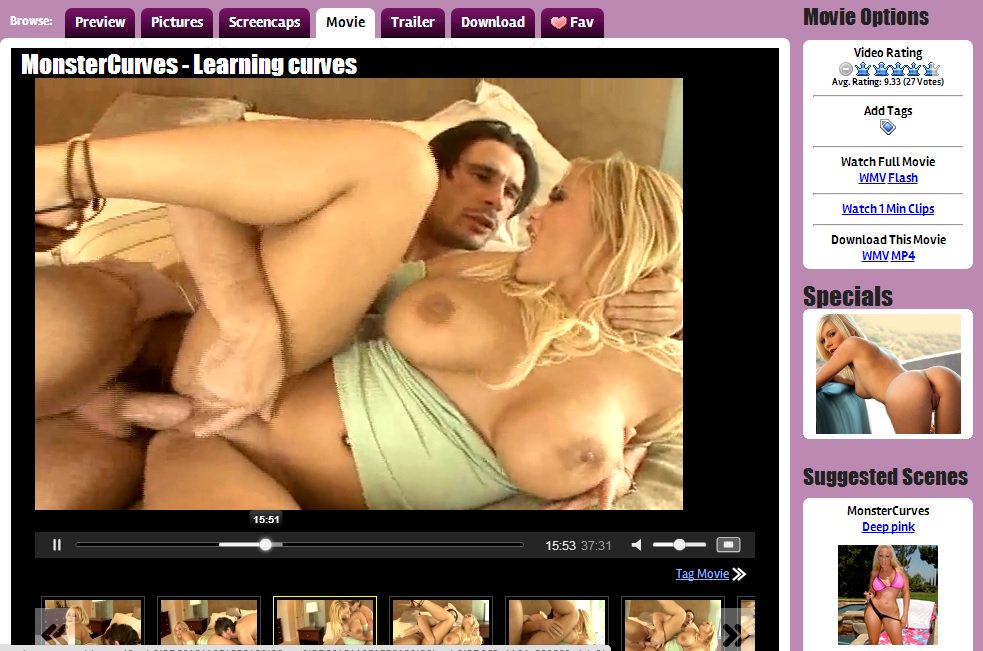 Browse:
Preview
Pictures
Screencaps
Movie
Trailer
Download
Fav
MonsterCurves - Learning curves
15:51
15:53 37:31
Tag Movie
Movie Options
Video Rating
Avg. Rating: 9.33 (27 Votes)
Add Tags
Watch Full Movie
WMV Flash
Watch 1 Min Clips
Download This Movie
WMV MP4
Specials
Suggested Scenes
MonsterCurves
Deep pink